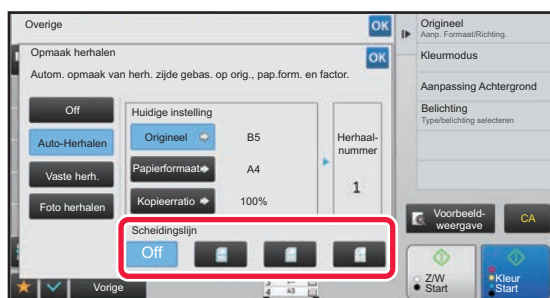 Overige
OK
Opmaak herhalen
OK
Autom. opmaak van herh. zijde gebas. op orig., pap.form. en factor.
Off
Auto-Herhalen
Vaste herh.
Foto herhalen
Huidige instelling
Origineel
B5
Papierformaat
A4
Kopieerratio
100%
Herhaal-
nummer
1
Scheidingslijn
Off
Vorige
A3
Origineel
Aanp. Formaat/Richting.
Kleurmodus
Aanpassing Achtergrond
Belichting
Type/belichting selecteren
Voorbeeld-
weergave
CA
Z/W
Start
Kleur
Start